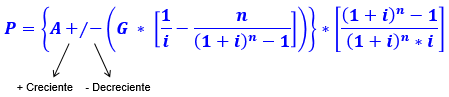 P = {A +/− (G * [1/i − n/((1 + i)^n − 1)])} * [((1 + i)^n − 1)/((1 + i)^n * i)]
+ Creciente - Decreciente